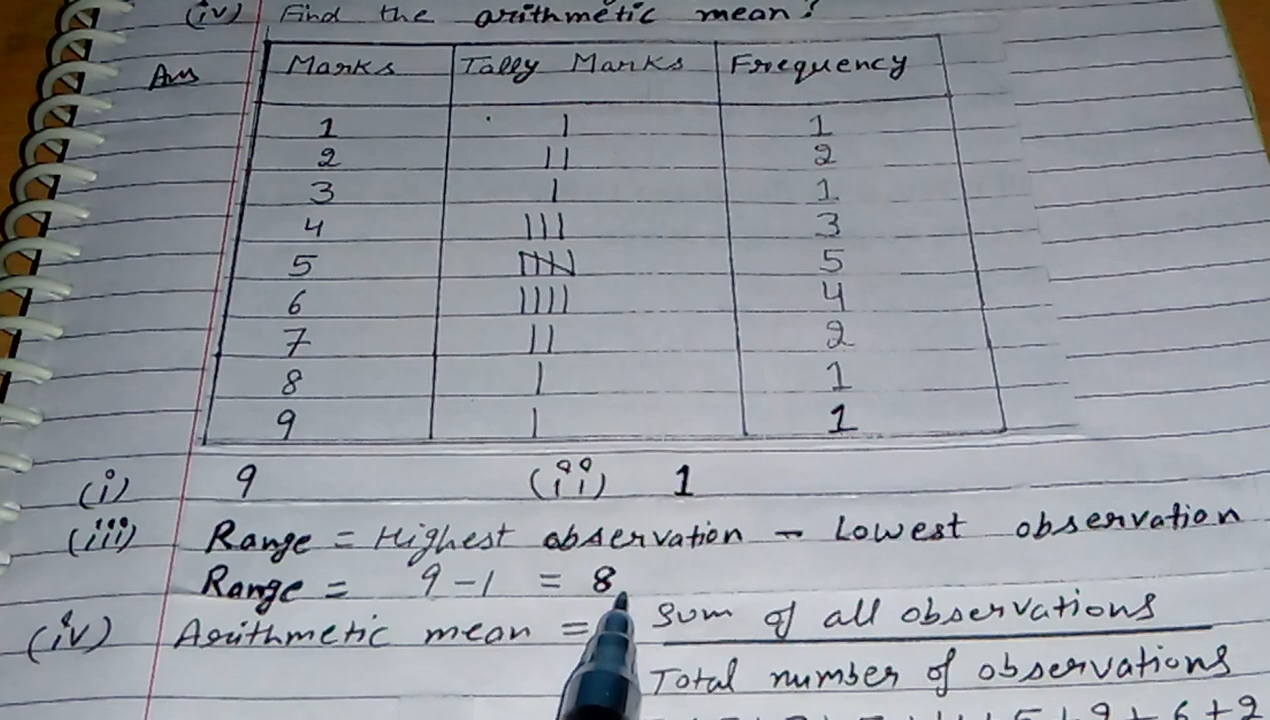 (iv) Find the arithmetic mean?
Ans
Marks Tally Marks Frequency
1 | 1
2 || 2
3 | 1
4 ||| 3
5 |||| 5
6 |||| 4
7 || 2
8 | 1
9 | 1
(i) 9 (ii) 1
(iii) Range = Highest observation - Lowest observation
Range = 9 - 1 = 8
(iv) Arithmetic mean = Sum of all observations
Total number of observations